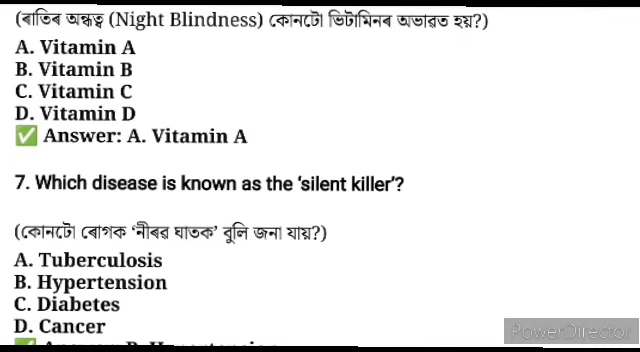 (ৰাতিৰ অন্ধত্ব (Night Blindness) কোনটো ভিটামিনৰ অভাৱত হয়?)
A. Vitamin A
B. Vitamin B
C. Vitamin C
D. Vitamin D
✅ Answer: A. Vitamin A
7. Which disease is known as the ‘silent killer’?
(কোনটো ৰোগক ‘নীৰৱ ঘাতক’ বুলি জনা যায়?)
A. Tuberculosis
B. Hypertension
C. Diabetes
D. Cancer
PowerDirector